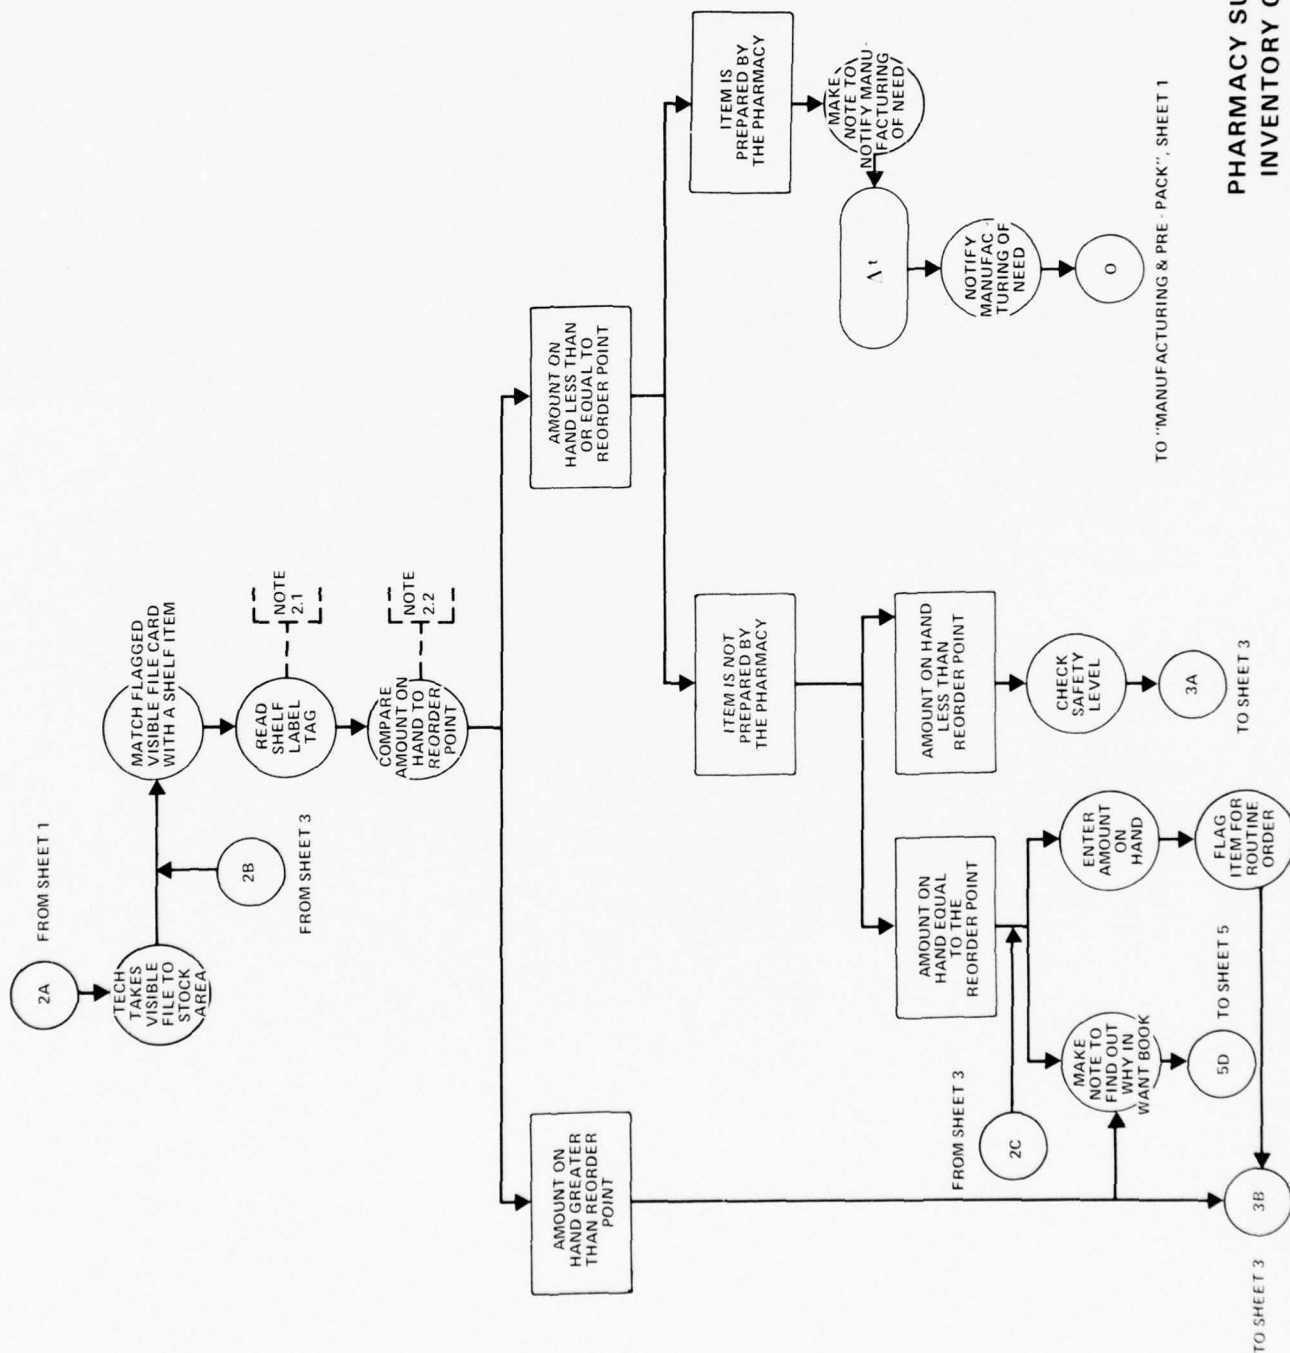 2A
FROM SHEET 1
TECH
TAKES
VISIBLE
FILE TO
STOCK
AREA
2B
FROM SHEET 3
MATCH FLAGGED
VISIBLE FILE CARD
WITH A SHELF ITEM
READ
SHELF
LABEL
TAG
NOTE
2.1
COMPARE
AMOUNT ON
HAND TO
REORDER
POINT
NOTE
2.2
AMOUNT ON
HAND GREATER
THAN REORDER
POINT
AMOUNT ON
HAND LESS THAN
OR EQUAL TO
REORDER POINT
ITEM IS NOT
PREPARED BY
THE PHARMACY
ITEM IS
PREPARED BY
THE PHARMACY
MAKE
NOTE TO
NOTIFY MANU-
FACTURING
OF NEED
Δt
NOTIFY
MANUFAC-
TURING OF
NEED
O
TO "MANUFACTURING & PRE-PACK", SHEET 1
AMOUNT ON
HAND EQUAL
TO THE
REORDER POINT
AMOUNT ON HAND
LESS THAN
REORDER POINT
CHECK
SAFETY
LEVEL
3A
TO SHEET 3
FROM SHEET 3
2C
MAKE
NOTE TO
FIND OUT
WHY IN
WANT BOOK
5D
TO SHEET 5
ENTER
AMOUNT
ON
HAND
FLAG
ITEM FOR
ROUTINE
ORDER
3B
TO SHEET 3
PHARMACY SU
INVENTORY